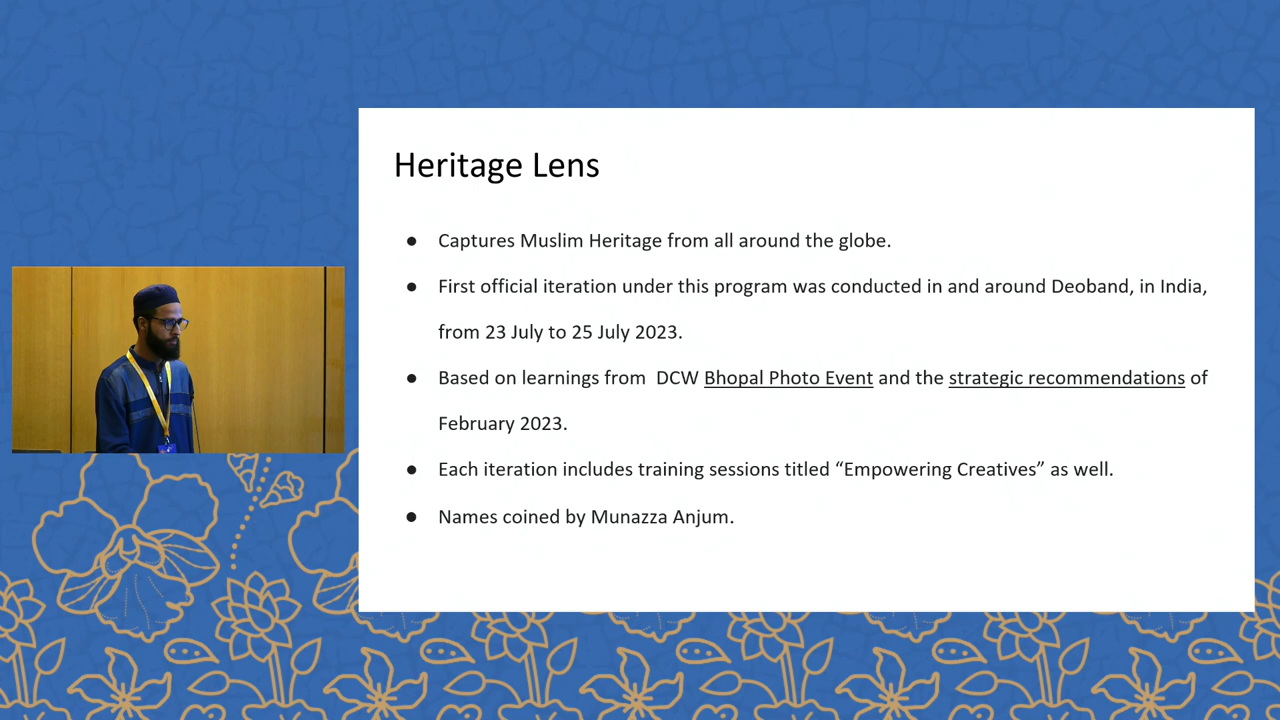 Heritage Lens
● Captures Muslim Heritage from all around the globe.
● First official iteration under this program was conducted in and around Deoband, in India,
from 23 July to 25 July 2023.
● Based on learnings from  DCW Bhopal Photo Event and the strategic recommendations of
February 2023.
● Each iteration includes training sessions titled “Empowering Creatives” as well.
● Names coined by Munazza Anjum.